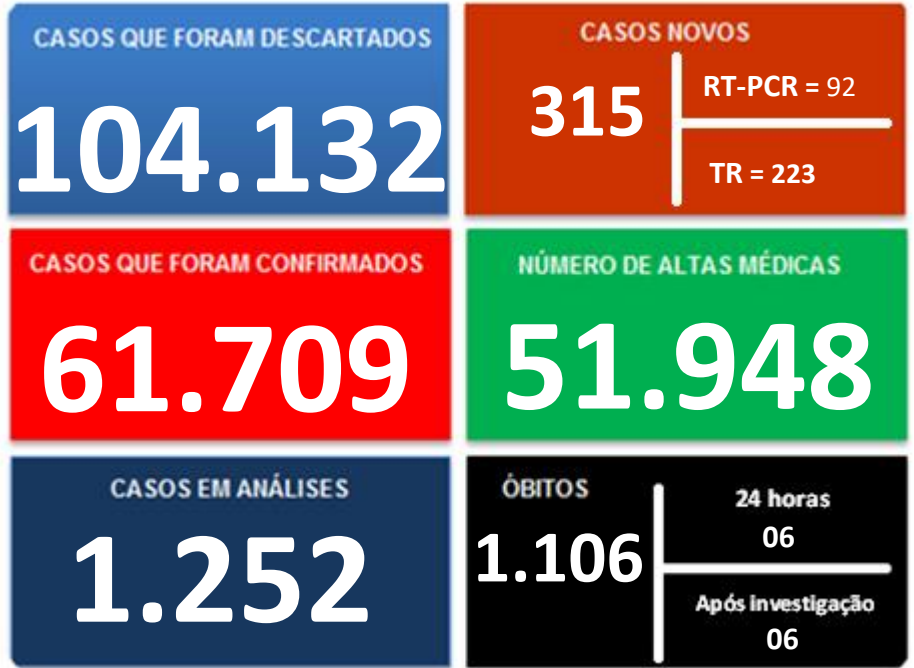 CASOS QUE FORAM DESCARTADOS
104.132
CASOS NOVOS
315
RT-PCR = 92
TR = 223
CASOS QUE FORAM CONFIRMADOS
61.709
NÚMERO DE ALTAS MÉDICAS
51.948
CASOS EM ANÁLISES
1.252
ÓBITOS
1.106
24 horas
06
Após investigação
06